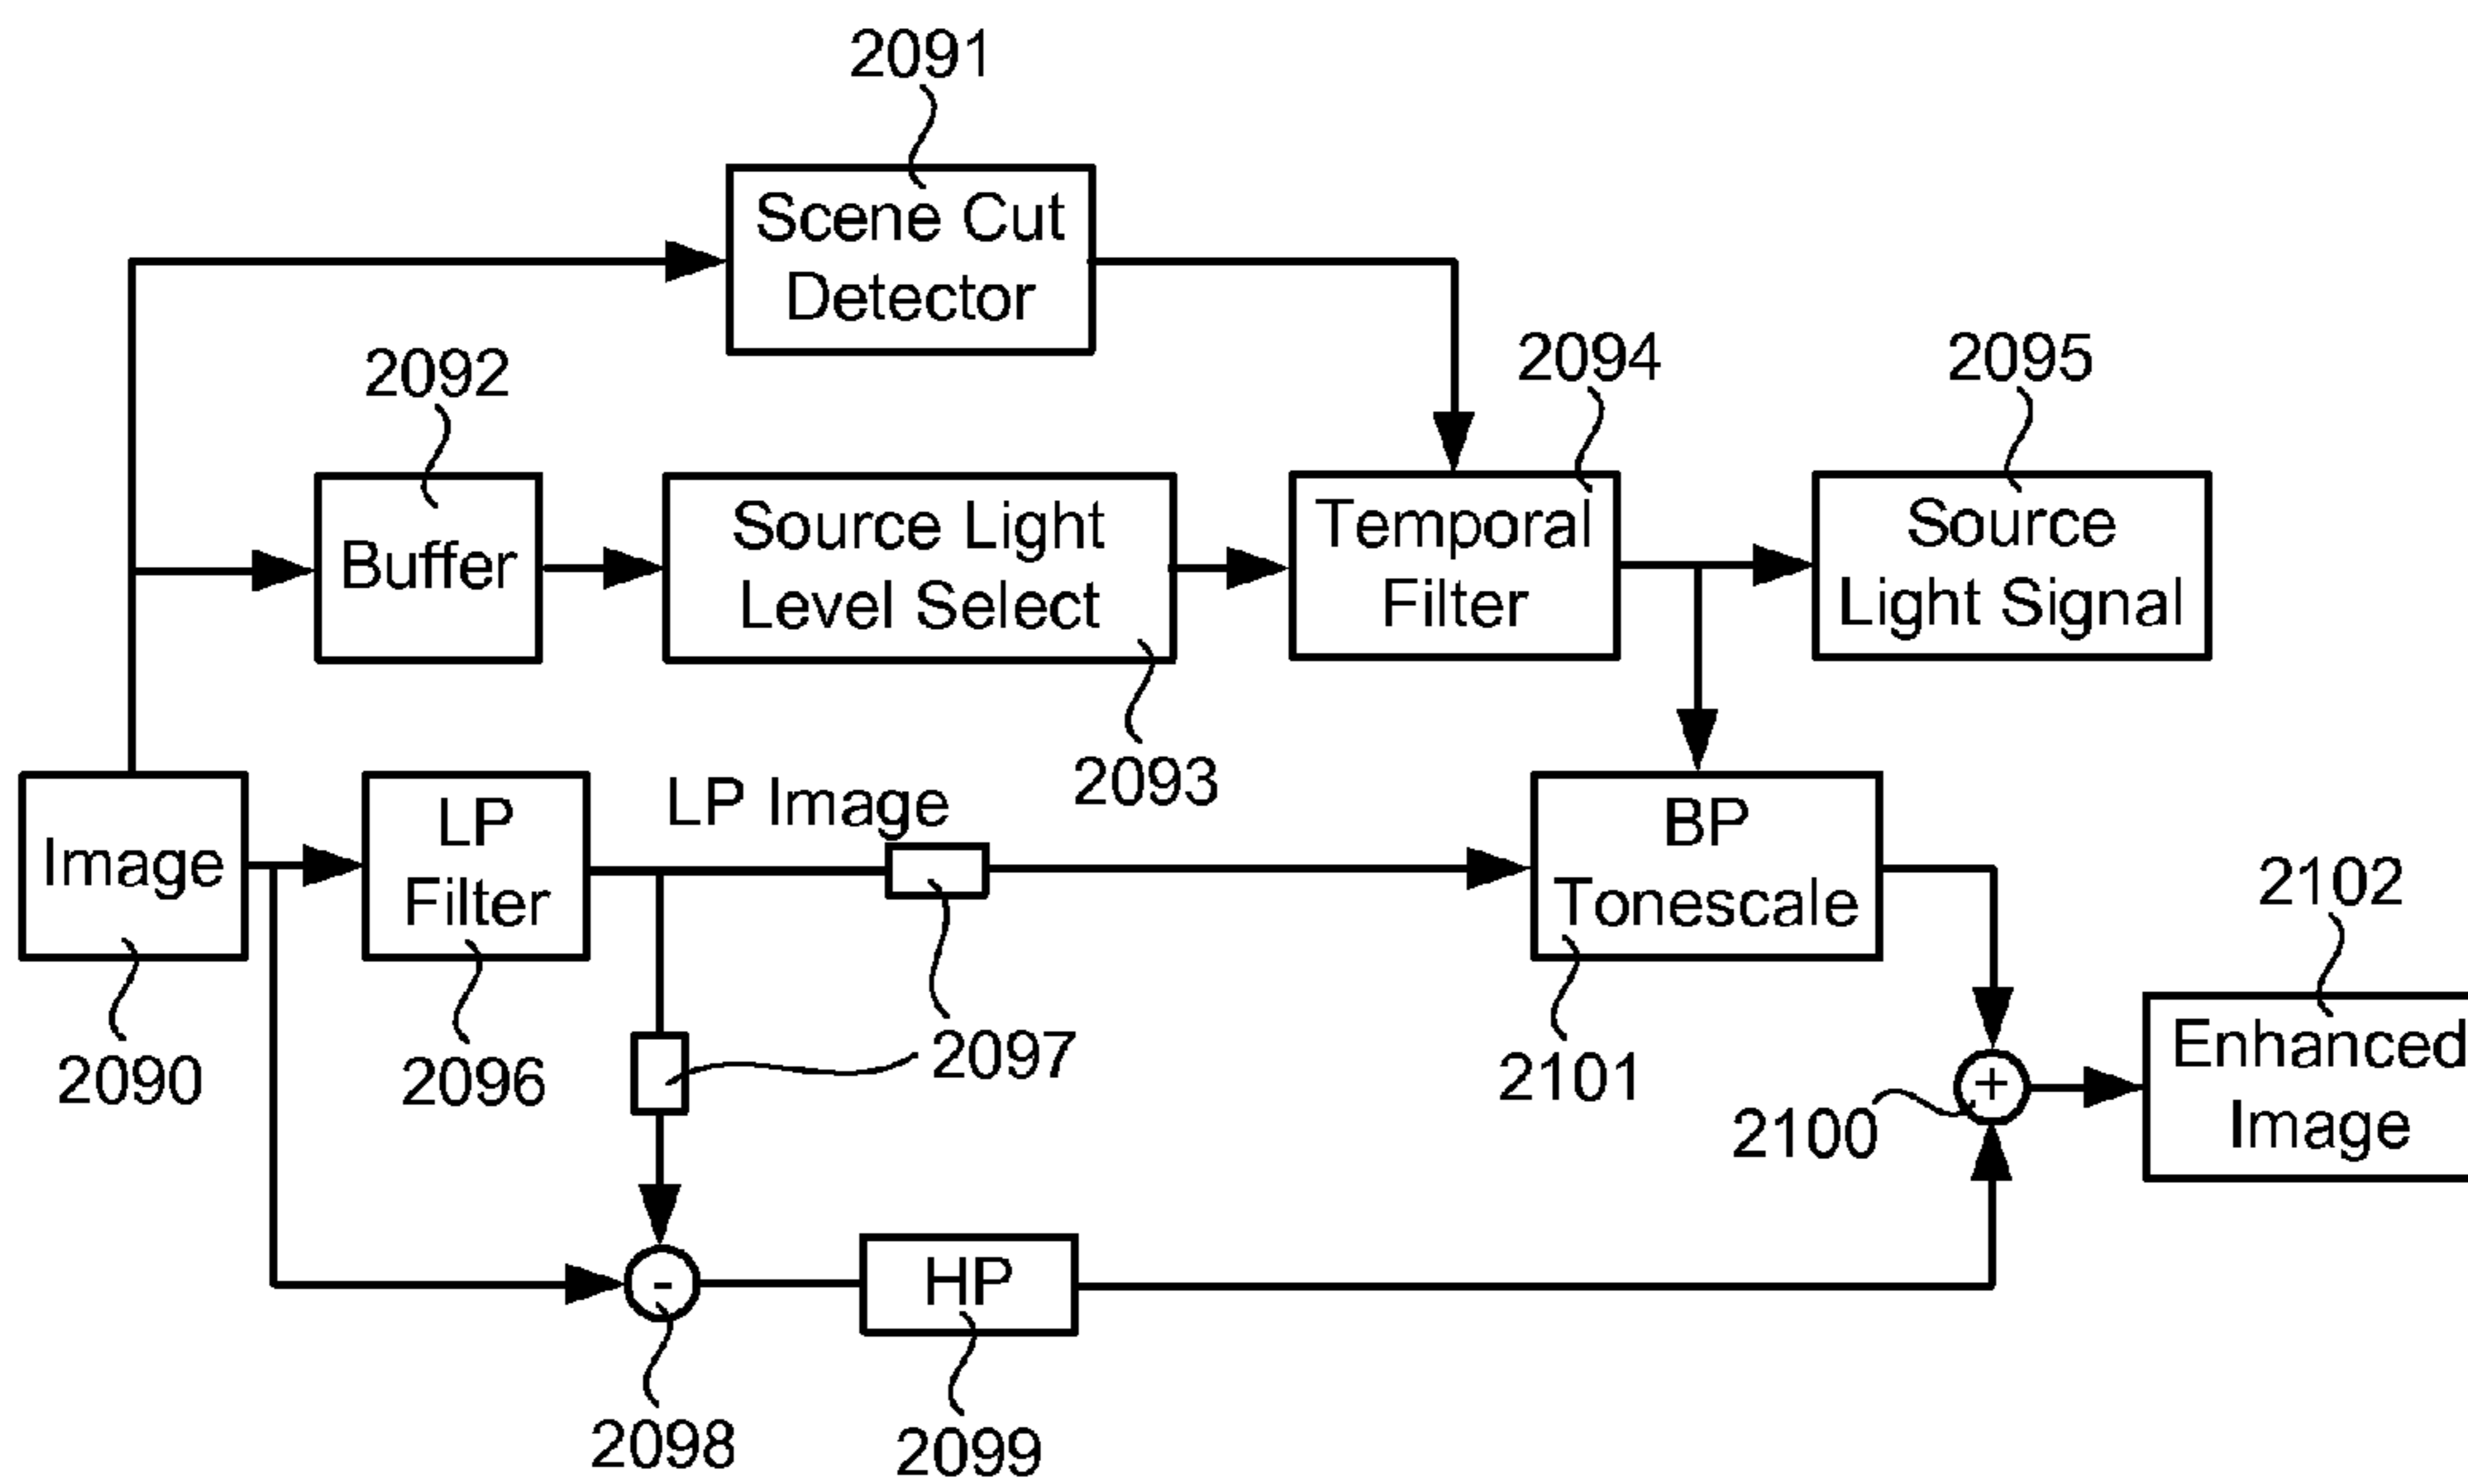 2091
Scene Cut
Detector
2092
2094
2095
Buffer
Source Light
Level Select
Temporal
Filter
Source
Light Signal
2093
Image
LP
Filter
LP Image
BP
Tonescale
2102
2090
2096
2097
2101
2100
+
Enhanced
Image
-
HP
2098
2099